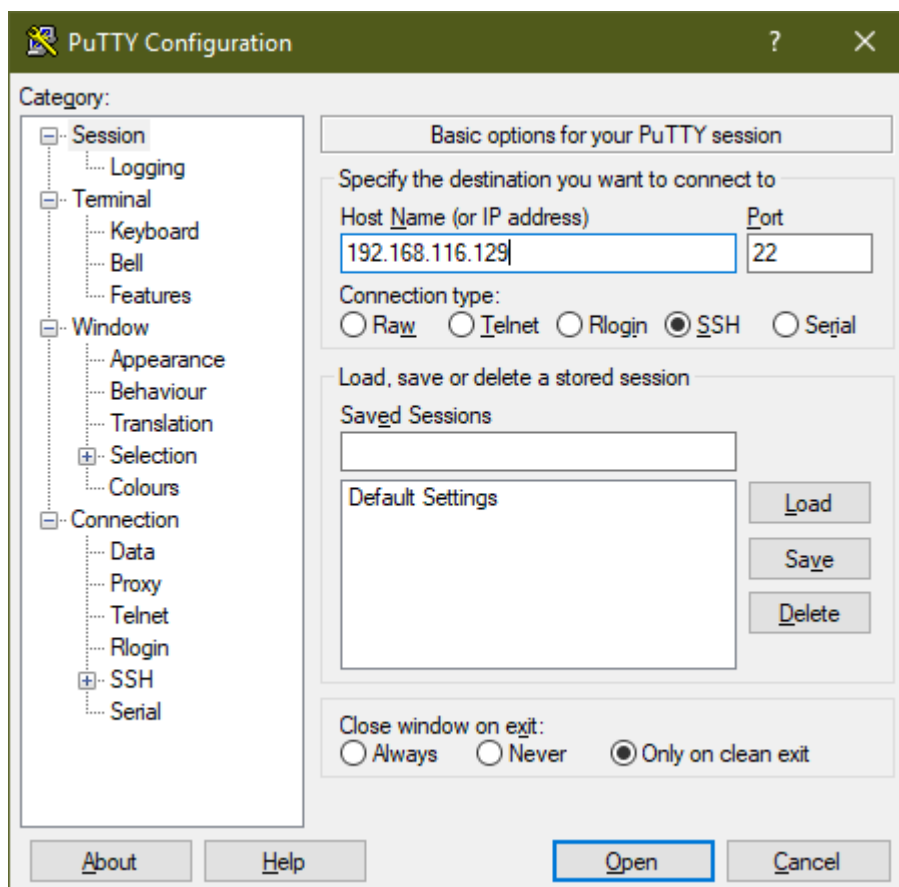 PuTTY Configuration
?
Category:
Session
Logging
Terminal
Keyboard
Bell
Features
Window
Appearance
Behaviour
Translation
Selection
Colours
Connection
Data
Proxy
Telnet
Rlogin
SSH
Serial
Basic options for your PuTTY session
Specify the destination you want to connect to
Host Name (or IP address) Port
192.168.116.129 22
Connection type:
Raw Telnet Rlogin SSH Serial
Load, save or delete a stored session
Saved Sessions
Default Settings
Load
Save
Delete
Close window on exit:
Always Never Only on clean exit
About Help Open Cancel